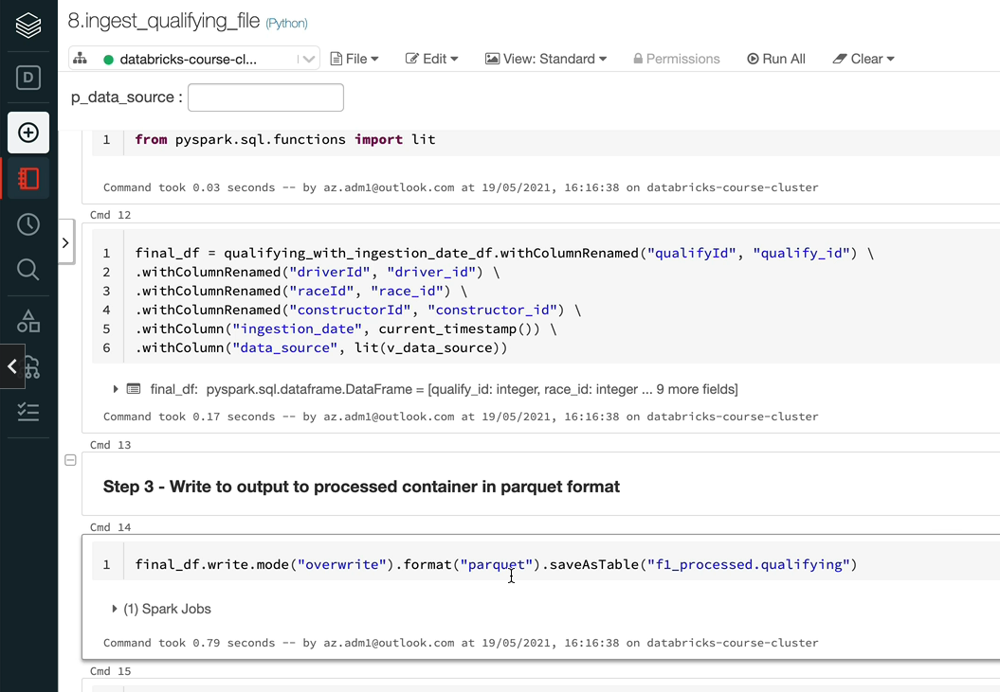 8.ingest_qualifying_file (Python)
databricks-course-cl... File Edit View: Standard Permissions Run All Clear
D
p_data_source :
1 from pyspark.sql.functions import lit
Command took 0.03 seconds -- by az.adm1@outlook.com at 19/05/2021, 16:16:38 on databricks-course-cluster
Cmd 12
1 final_df = qualifying_with_ingestion_date_df.withColumnRenamed("qualifyId", "qualify_id") \
2 .withColumnRenamed("driverId", "driver_id") \
3 .withColumnRenamed("raceId", "race_id") \
4 .withColumnRenamed("constructorId", "constructor_id") \
5 .withColumn("ingestion_date", current_timestamp()) \
6 .withColumn("data_source", lit(v_data_source))
final_df: pyspark.sql.dataframe.DataFrame = [qualify_id: integer, race_id: integer ... 9 more fields]
Command took 0.17 seconds -- by az.adm1@outlook.com at 19/05/2021, 16:16:38 on databricks-course-cluster
Cmd 13
Step 3 - Write to output to processed container in parquet format
Cmd 14
1 final_df.write.mode("overwrite").format("parquet").saveAsTable("f1_processed.qualifying")
(1) Spark Jobs
Command took 0.79 seconds -- by az.adm1@outlook.com at 19/05/2021, 16:16:38 on databricks-course-cluster
Cmd 15